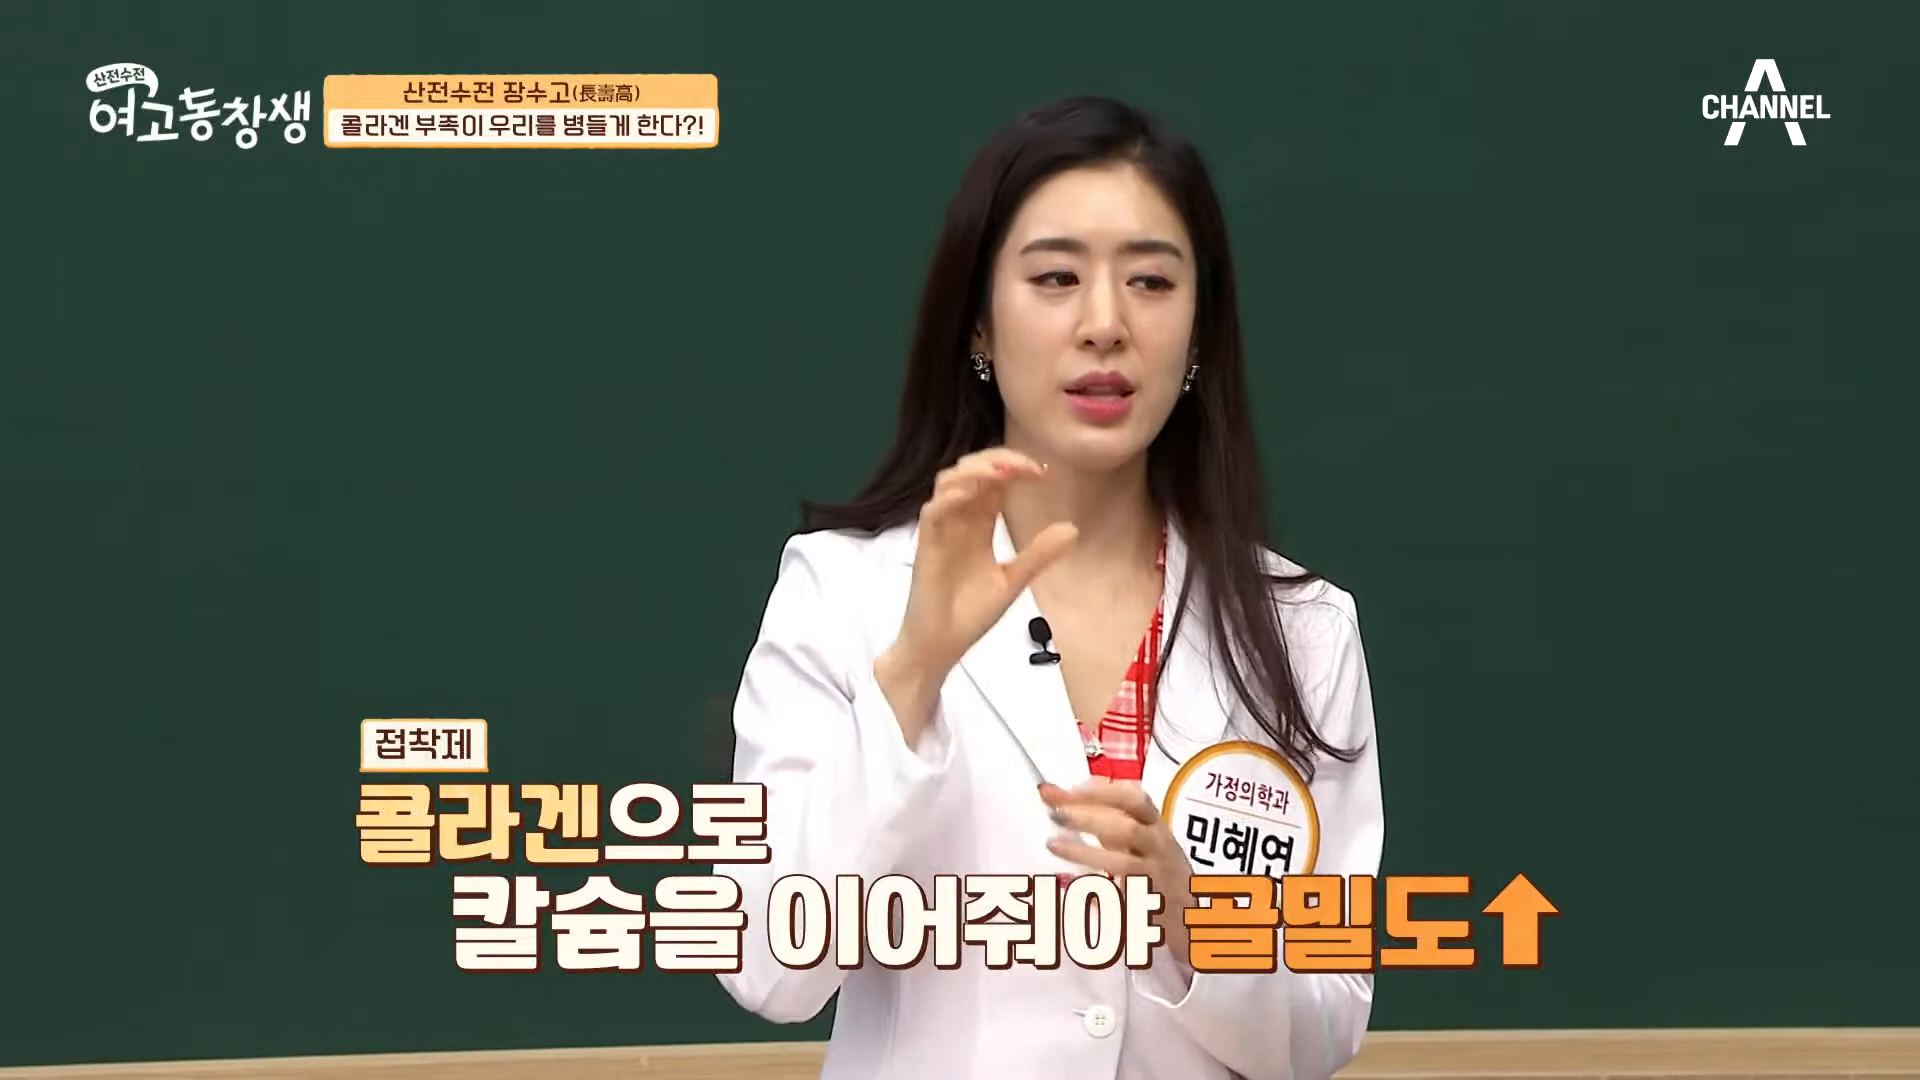 산전수전
여고동창생
산전수전 장수고(長壽高)
콜라겐 부족이 우리를 병들게 한다?!
CHANNEL A
접착제
콜라겐으로
칼슘을 이어줘야 골밀도↑
가정의학과
민혜연